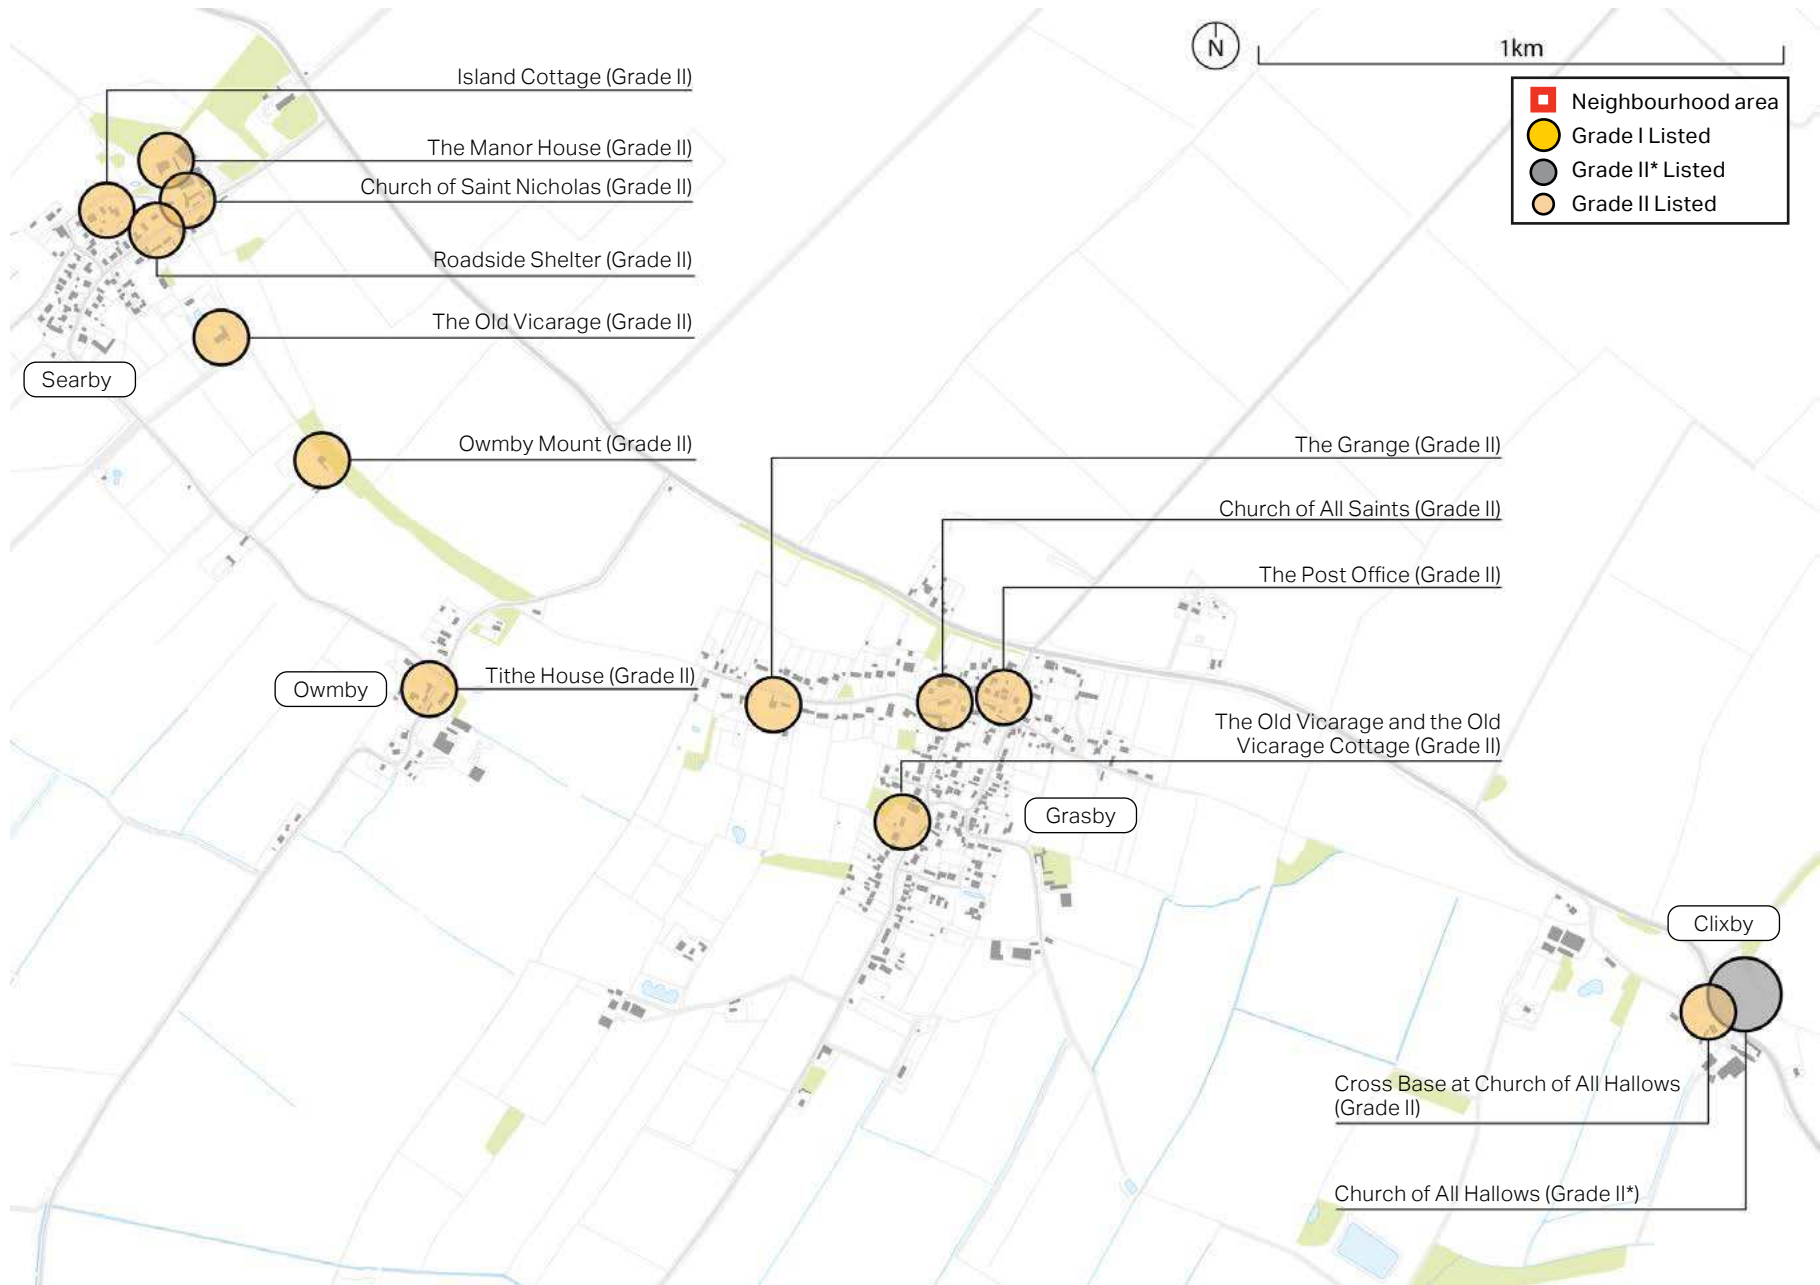 N
1km
Neighbourhood area
Grade I Listed
Grade II* Listed
Grade II Listed
Island Cottage (Grade II)
The Manor House (Grade II)
Church of Saint Nicholas (Grade II)
Roadside Shelter (Grade II)
The Old Vicarage (Grade II)
Searby
Owmby Mount (Grade II)
The Grange (Grade II)
Church of All Saints (Grade II)
The Post Office (Grade II)
Owmby
Tithe House (Grade II)
The Old Vicarage and the Old
Vicarage Cottage (Grade II)
Grasby
Clixby
Cross Base at Church of All Hallows
(Grade II)
Church of All Hallows (Grade II*)